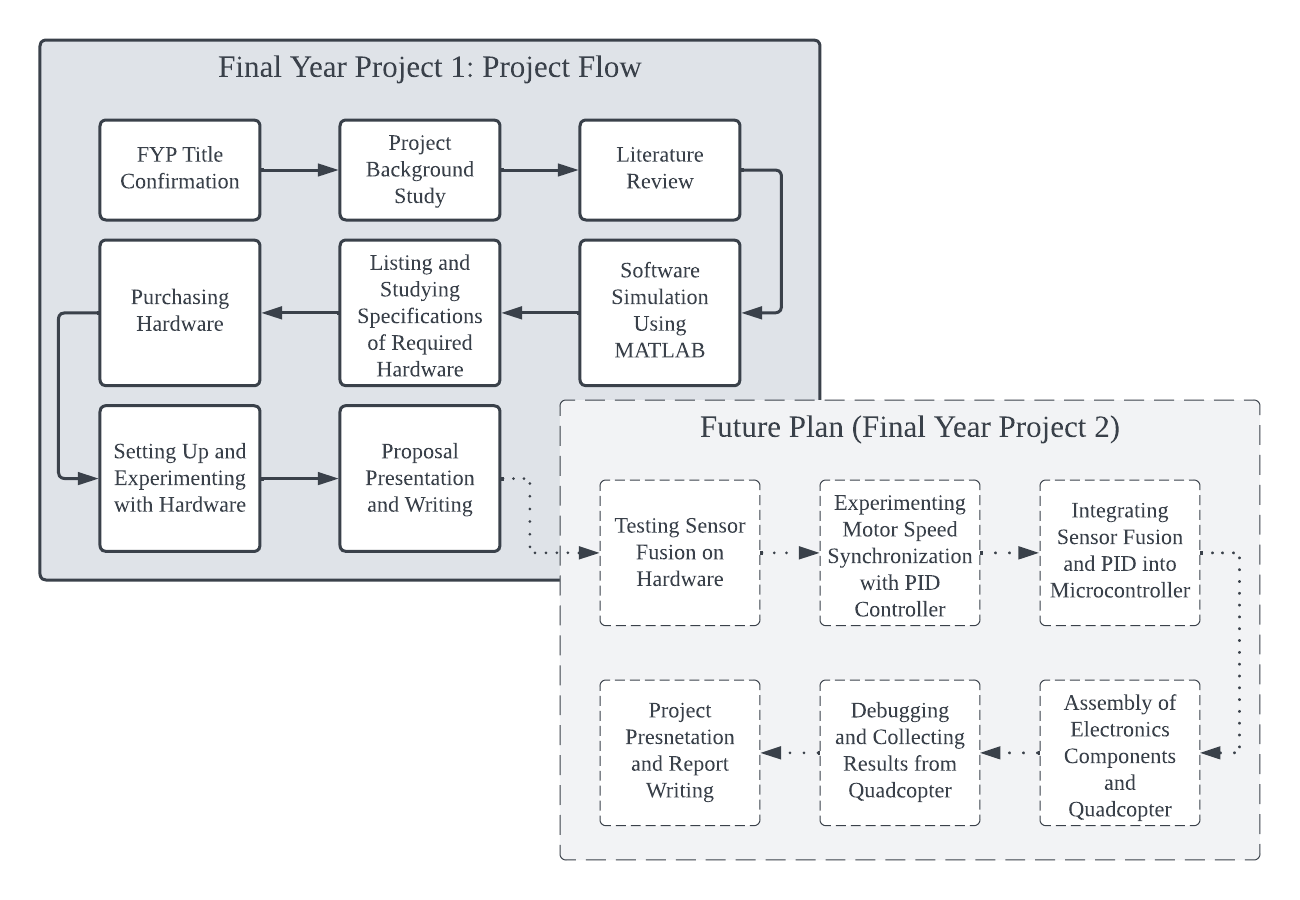 Final Year Project 1: Project Flow
FYP Title
Confirmation
Project
Background
Study
Literature
Review
Software
Simulation
Using
MATLAB
Listing and
Studying
Specifications
of Required
Hardware
Purchasing
Hardware
Setting Up and
Experimenting
with Hardware
Proposal
Presentation
and Writing
Future Plan (Final Year Project 2)
Testing Sensor
Fusion on
Hardware
Experimenting
Motor Speed
Synchronization
with PID
Controller
Integrating
Sensor Fusion
and PID into
Microcontroller
Assembly of
Electronics
Components
and
Quadcopter
Debugging
and Collecting
Results from
Quadcopter
Project
Presnetation
and Report
Writing